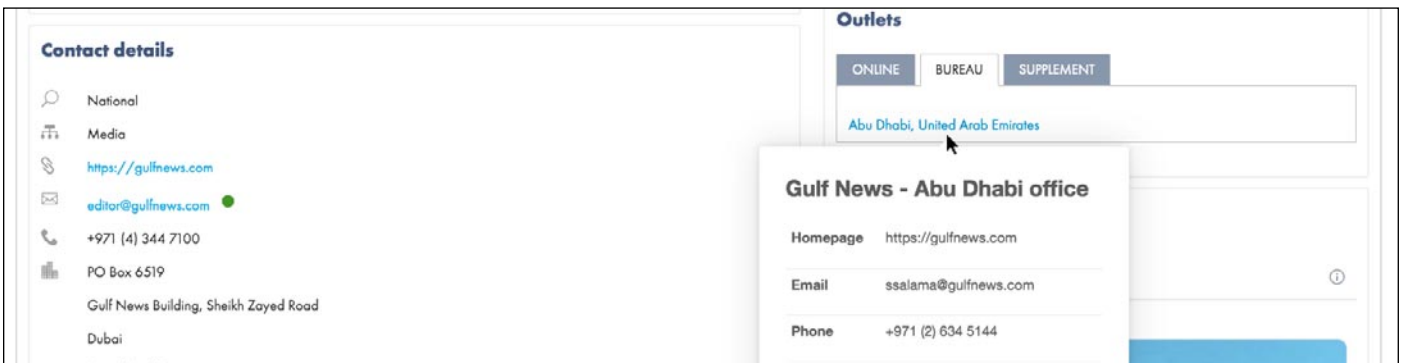 Contact details
National
Media
https://gulfnews.com
editor@gulfnews.com
+971 (4) 344 7100
PO Box 6519
Gulf News Building, Sheikh Zayed Road
Dubai
Outlets
ONLINE BUREAU SUPPLEMENT
Abu Dhabi, United Arab Emirates
Gulf News - Abu Dhabi office
Homepage https://gulfnews.com
Email ssalama@gulfnews.com
Phone +971 (2) 634 5144